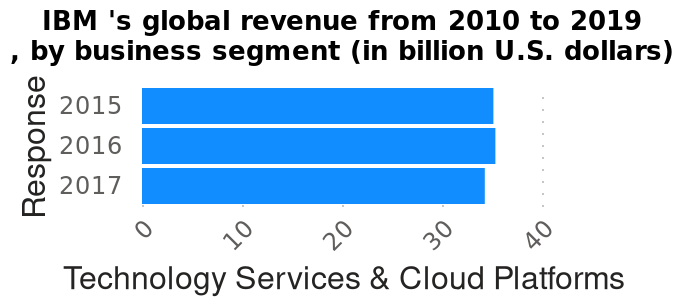 IBM 's global revenue from 2010 to 2019
, by business segment (in billion U.S. dollars)
Response
2015
2016
2017
0
10
20
30
40
Technology Services & Cloud Platforms